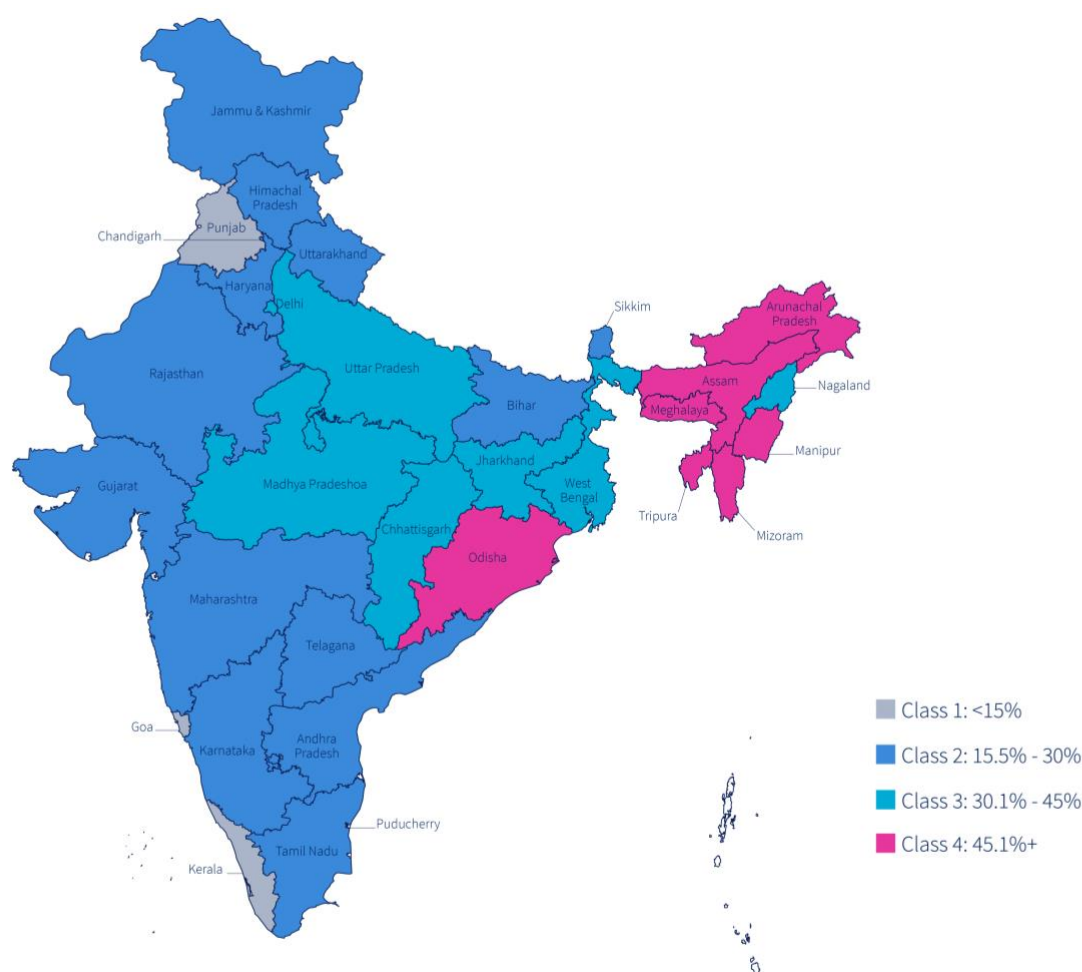 Jammu & Kashmir
Himachal
Pradesh
Punjab
Chandigarh
Uttarakhand
Haryana
Delhi
Sikkim
Arunachal
Pradesh
Rajasthan
Uttar Pradesh
Assam
Nagaland
Bihar
Meghalaya
Manipur
Jharkhand
Gujarat
Madhya Pradeshoa
West
Bengal
Tripura
Chhattisgarh
Mizoram
Odisha
Maharashtra
Telagana
Goa
Karnataka
Andhra
Pradesh
Puducherry
Tamil Nadu
Kerala
Class 1: <15%
Class 2: 15.5% - 30%
Class 3: 30.1% - 45%
Class 4: 45.1%+